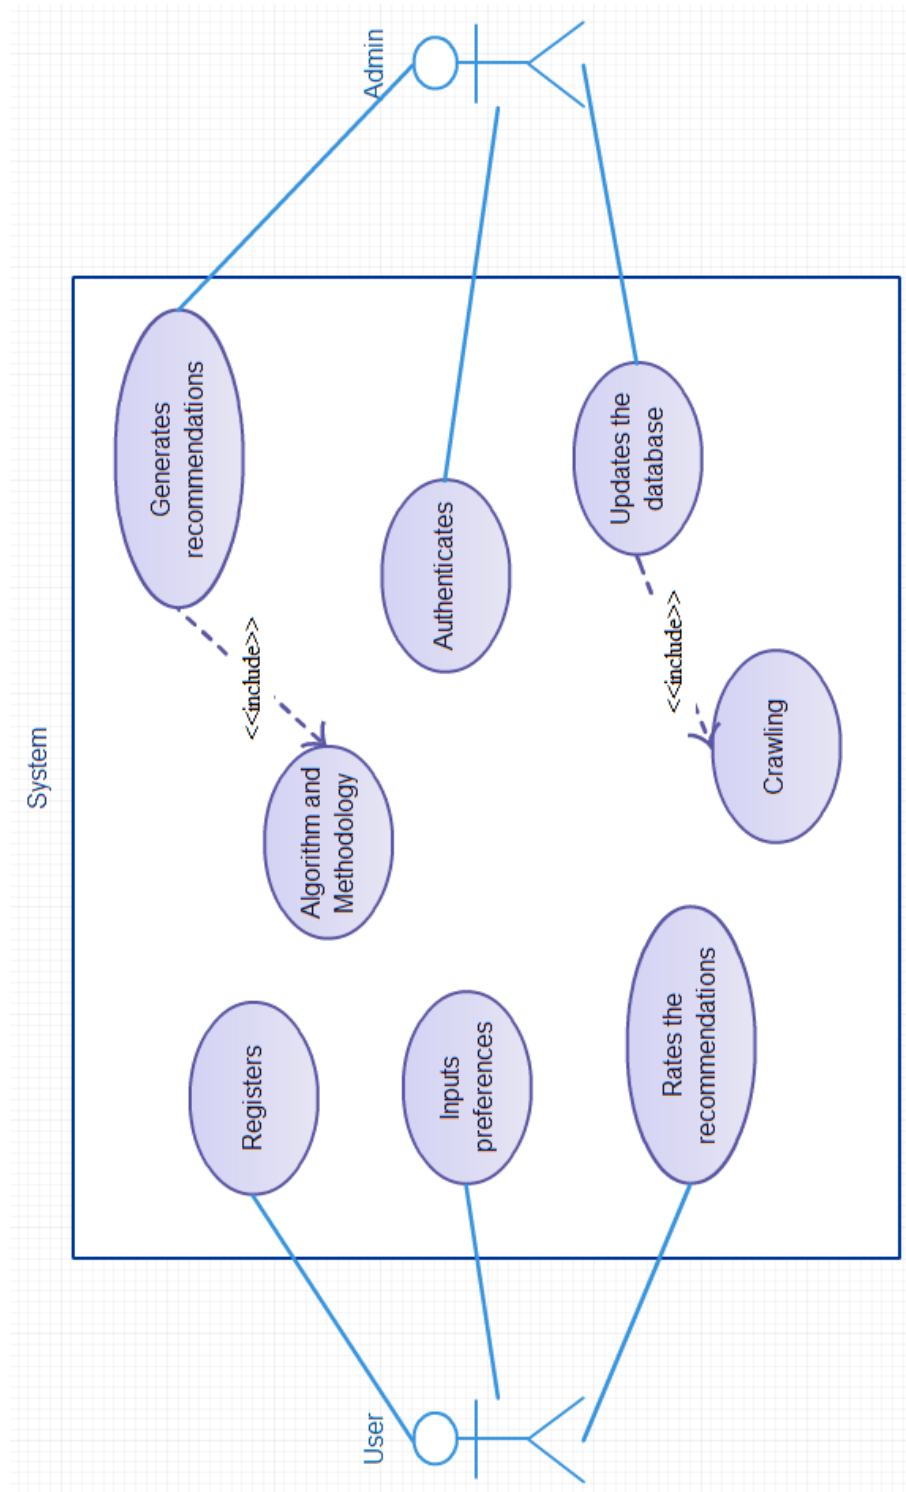 System
User
Admin
Registers
Algorithm and
Methodology
<<include>>
Generates
recommendations
Inputs
preferences
Authenticates
Rates the
recommendations
Crawling
<<include>>
Updates the
database